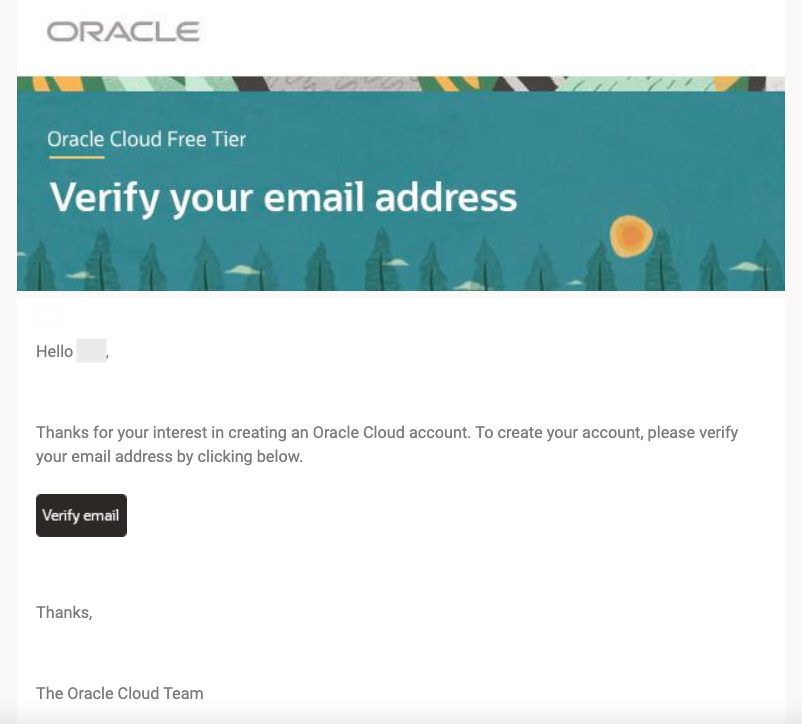 ORACLE
Oracle Cloud Free Tier
Verify your email address
Hello ,
Thanks for your interest in creating an Oracle Cloud account. To create your account, please verify
your email address by clicking below.
Verify email
Thanks,
The Oracle Cloud Team